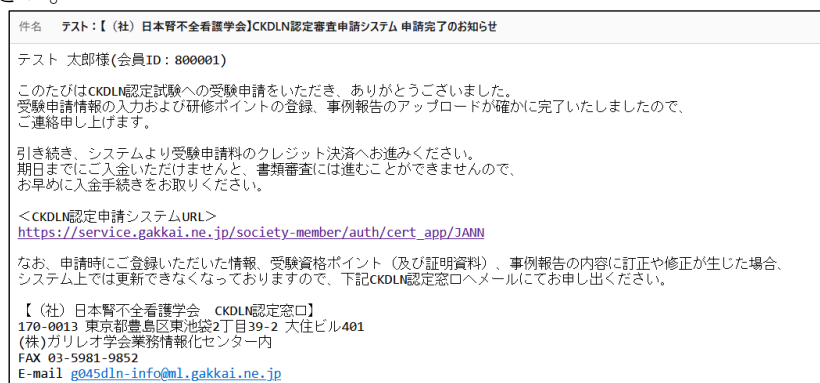 件名 テスト：【（社）日本腎不全看護学会】CKDLN認定審査申請システム 申請完了のお知らせ
テスト 太郎様(会員ID：800001)
このたびはCKDLN認定試験への受験申請をいただき、ありがとうございました。
受験申請情報の入力および研修ポイントの登録、事例報告のアップロードが確かに完了いたしましたので、
ご連絡申し上げます。
引き続き、システムより受験申請料のクレジット決済へお進みください。
期日までにご入金いただけませんと、書類審査には進むことができませんので、
お早めに入金手続きをお取りください。
＜CKDLN認定申請システムURL＞
https://service.gakkai.ne.jp/society-member/auth/cert_app/JANN
なお、申請時にご登録いただいた情報、受験資格ポイント（及び証明資料）、事例報告の内容に訂正や修正が生じた場合、
システム上では更新できなくなっておりますので、下記CKDLN認定窓口へメールにてお申し出ください。
【（社）日本腎不全看護学会 CKDLN認定窓口】
170-0013 東京都豊島区東池袋2丁目39-2 大住ビル401
(株)ガリレオ学会業務情報化センター内
FAX 03-5981-9852
E-mail g045dln-info@ml.gakkai.ne.jp